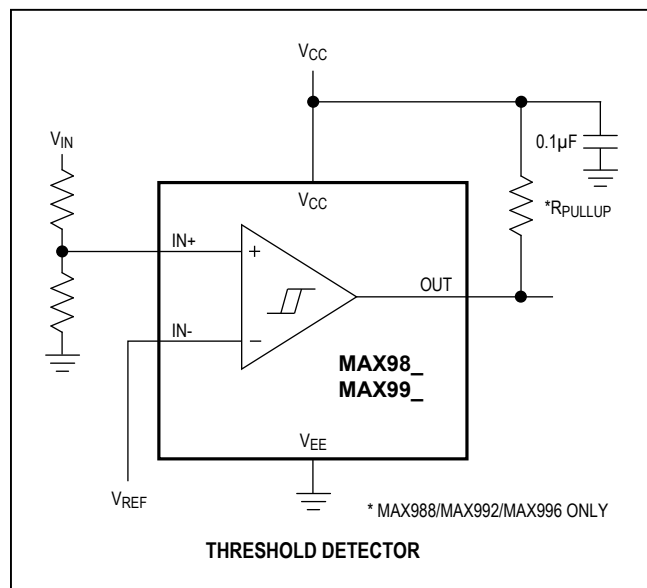 VCC
VIN
0.1µF
VCC
*RPULLUP
IN+
+
OUT
IN-
−
MAX98_
MAX99_
VEE
VREF
* MAX988/MAX992/MAX996 ONLY
THRESHOLD DETECTOR